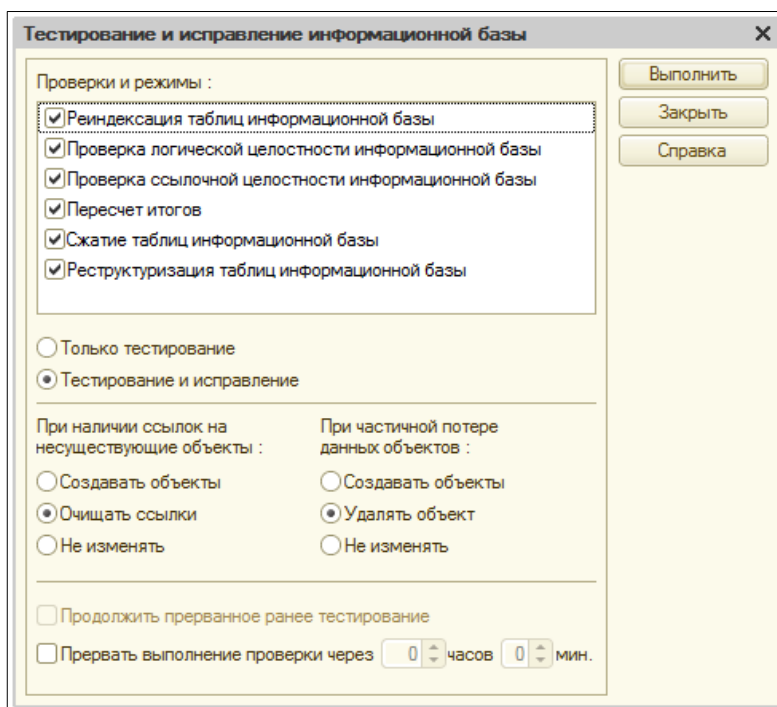 Тестирование и исправление информационной базы
Выполнить
Проверки и режимы :
Закрыть
Реиндексация таблиц информационной базы
Проверка логической целостности информационной базы
Справка
Проверка ссылочной целостности информационной базы
Пересчет итогов
Сжатие таблиц информационной базы
Реструктуризация таблиц информационной базы
Только тестирование
Тестирование и исправление
При наличии ссылок на
несуществующие объекты :
При частичной потере
данных объектов :
Создавать объекты
Создавать объекты
Очищать ссылки
Удалять объект
Не изменять
Не изменять
Продолжить прерванное ранее тестирование
Прервать выполнение проверки через 0 часов 0 мин.